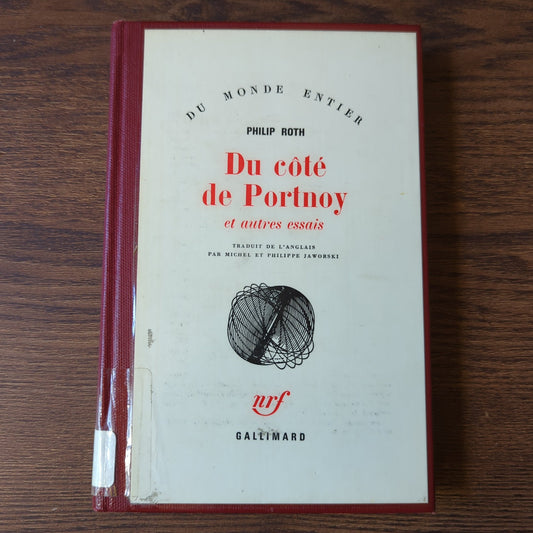 DU MONDE ENTIER
PHILIP ROTH
Du côté
de Portnoy
et autres essais
TRADUIT DE L'ANGLAIS
PAR MICHEL ET PHILIPPE JAWORSKI
nrf
GALLIMARD